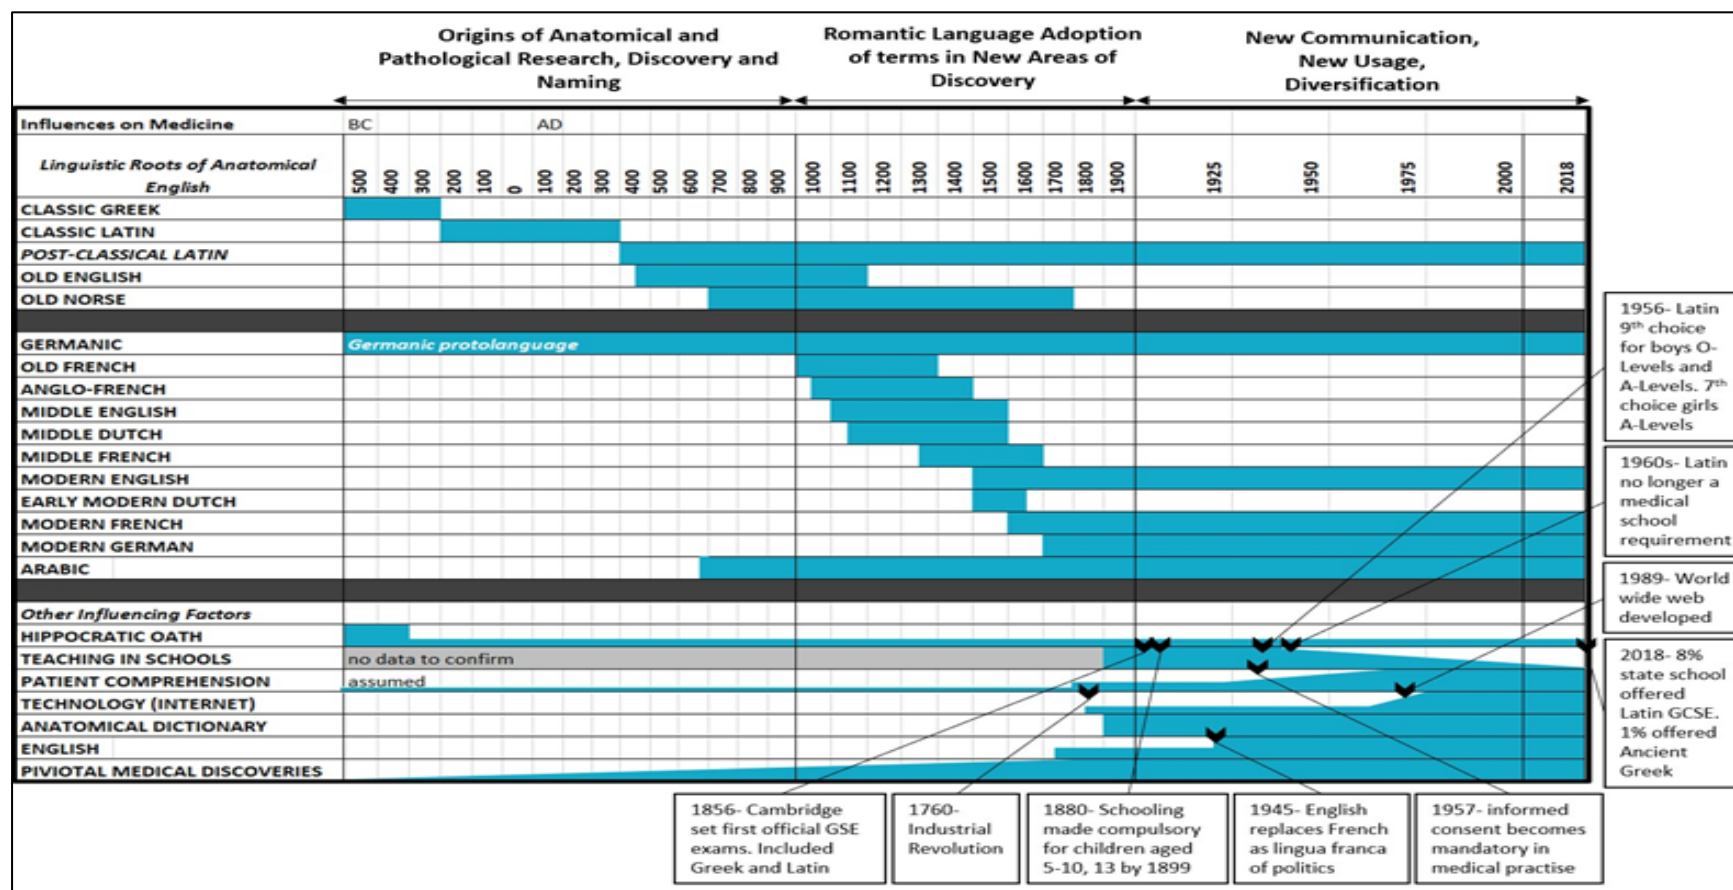 Origins of Anatomical and
Pathological Research, Discovery and
Naming
Romantic Language Adoption
of terms in New Areas of
Discovery
New Communication,
New Usage,
Diversification
Influences on Medicine
BC
AD
Linguistic Roots of Anatomical
English
500 400 300 200 100 0 100 200 300 400 500 600 700 800 900 1000 1100 1200 1400 1500 1600 1700 1800 1900 1925 1950 1975 2000 2018
CLASSIC GREEK
CLASSIC LATIN
POST-CLASSICAL LATIN
OLD ENGLISH
OLD NORSE
GERMANIC Germanic protolanguage
OLD FRENCH
ANGLO-FRENCH
MIDDLE ENGLISH
MIDDLE DUTCH
MIDDLE FRENCH
MODERN ENGLISH
EARLY MODERN DUTCH
MODERN FRENCH
MODERN GERMAN
ARABIC
Other Influencing Factors
HIPPOCRATIC OATH
TEACHING IN SCHOOLS no data to confirm
PATIENT COMPREHENSION assumed
TECHNOLOGY (INTERNET)
ANATOMICAL DICTIONARY
ENGLISH
PIVIOTAL MEDICAL DISCOVERIES
1956- Latin
9th choice
for boys O-
Levels and
A-Levels. 7th
choice girls
A-Levels
1960s- Latin
no longer a
medical
school
requirement
1989- World
wide web
developed
2018- 8%
state school
offered
Latin GCSE.
1% offered
Ancient
Greek
1856- Cambridge
set first official GSE
exams. Included
Greek and Latin
1760-
Industrial
Revolution
1880- Schooling
made compulsory
for children aged
5-10, 13 by 1899
1945- English
replaces French
as lingua franca
of politics
1957- informed
consent becomes
mandatory in
medical practise